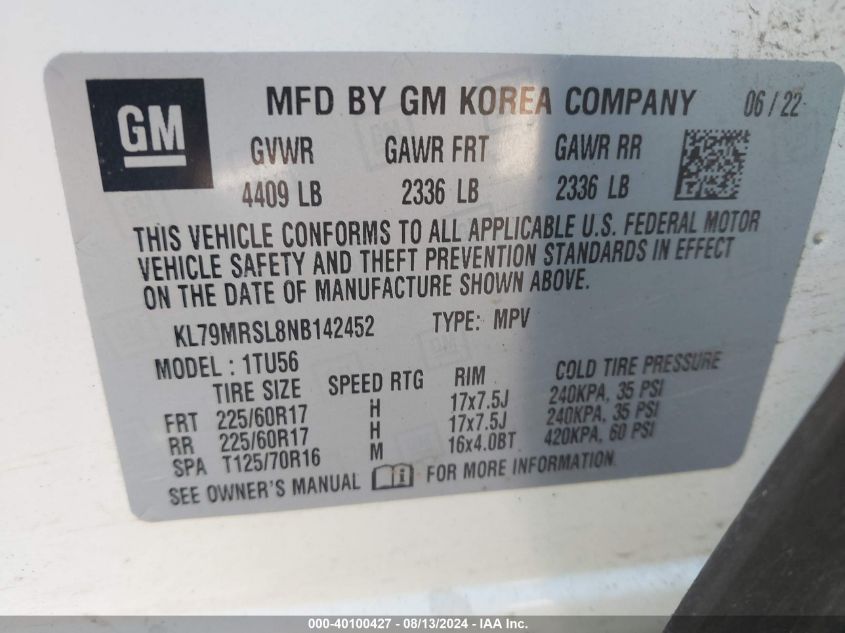 GM MFD BY GM KOREA COMPANY 06/22
GVWR GAWR FRT GAWR RR
4409 LB 2336 LB 2336 LB
THIS VEHICLE CONFORMS TO ALL APPLICABLE U.S. FEDERAL MOTOR
VEHICLE SAFETY AND THEFT PREVENTION STANDARDS IN EFFECT
ON THE DATE OF MANUFACTURE SHOWN ABOVE.
KL79MRSL8NB142452 TYPE: MPV
MODEL : 1TU56
TIRE SIZE SPEED RTG RIM COLD TIRE PRESSURE
FRT 225/60R17 H 17x7.5J 240KPA, 35 PSI
RR 225/60R17 H 17x7.5J 240KPA, 35 PSI
SPA T125/70R16 M 16x4.0BT 420KPA, 60 PSI
SEE OWNER'S MANUAL FOR MORE INFORMATION
000-40100427 - 08/13/2024 - IAA Inc.